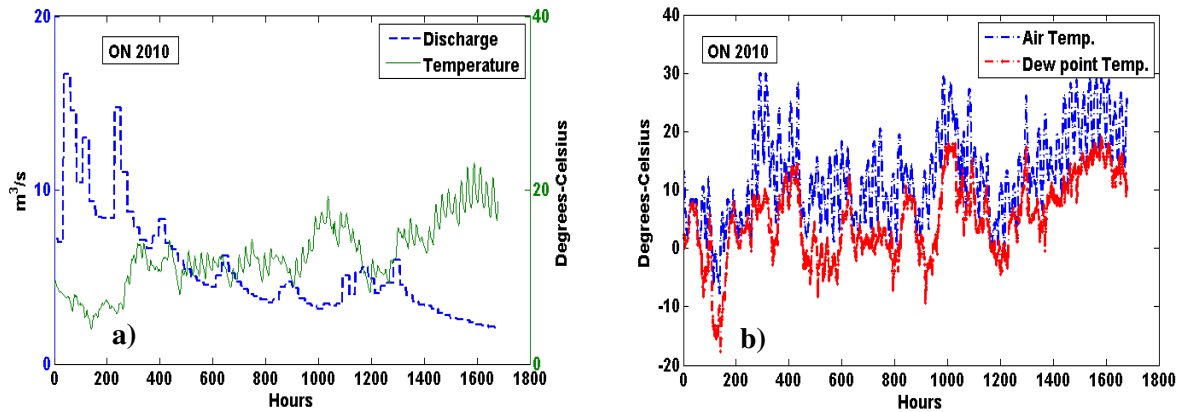 20
10
0
m³/s
ON 2010
Discharge
Temperature
40
20
0
Degrees-Celsius
a)
0 200 400 600 800 1000 1200 1400 1600 1800
Hours
40
30
20
10
0
-10
-20
Degrees-Celsius
ON 2010
Air Temp.
Dew point Temp.
b)
0 200 400 600 800 1000 1200 1400 1600 1800
Hours